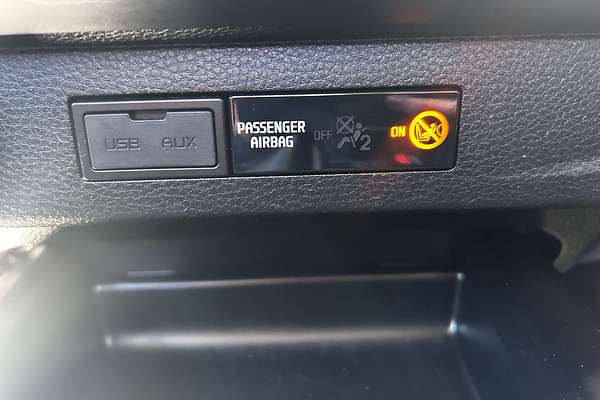 USB AUX
PASSENGER
AIRBAG
OFF
2
ON